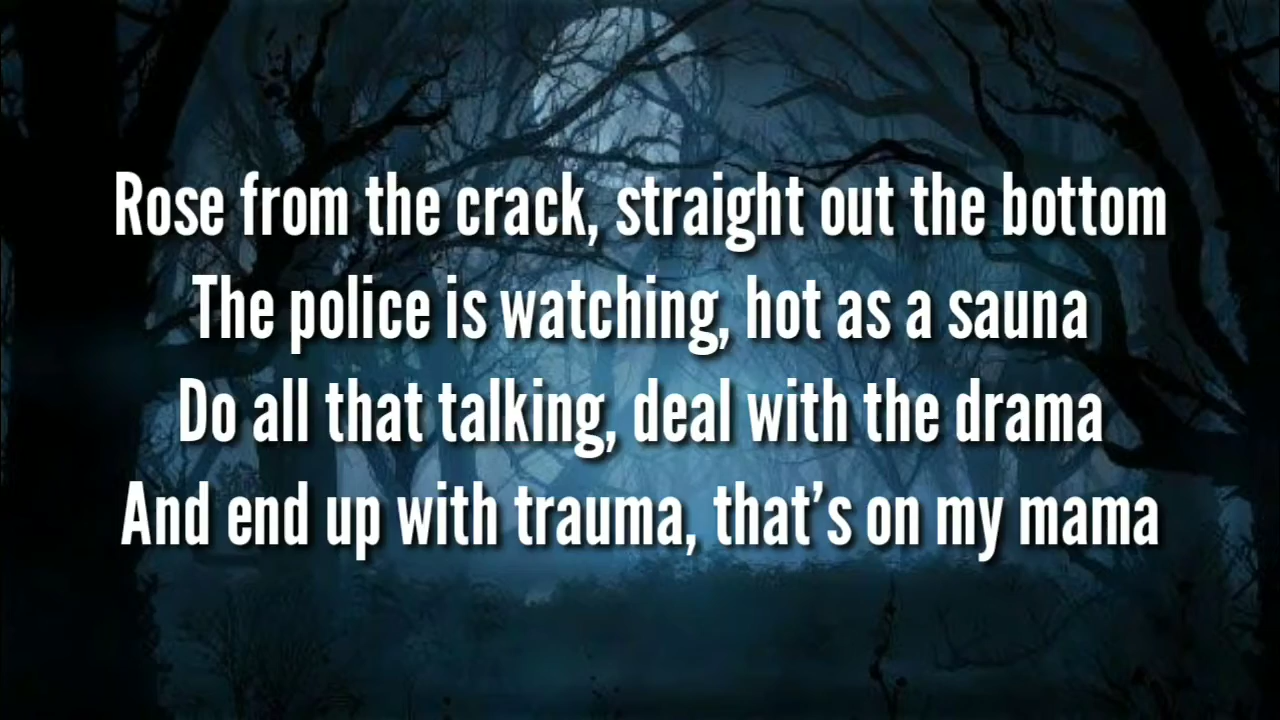 Rose from the crack, straight out the bottom
The police is watching, hot as a sauna
Do all that talking, deal with the drama
And end up with trauma, that’s on my mama